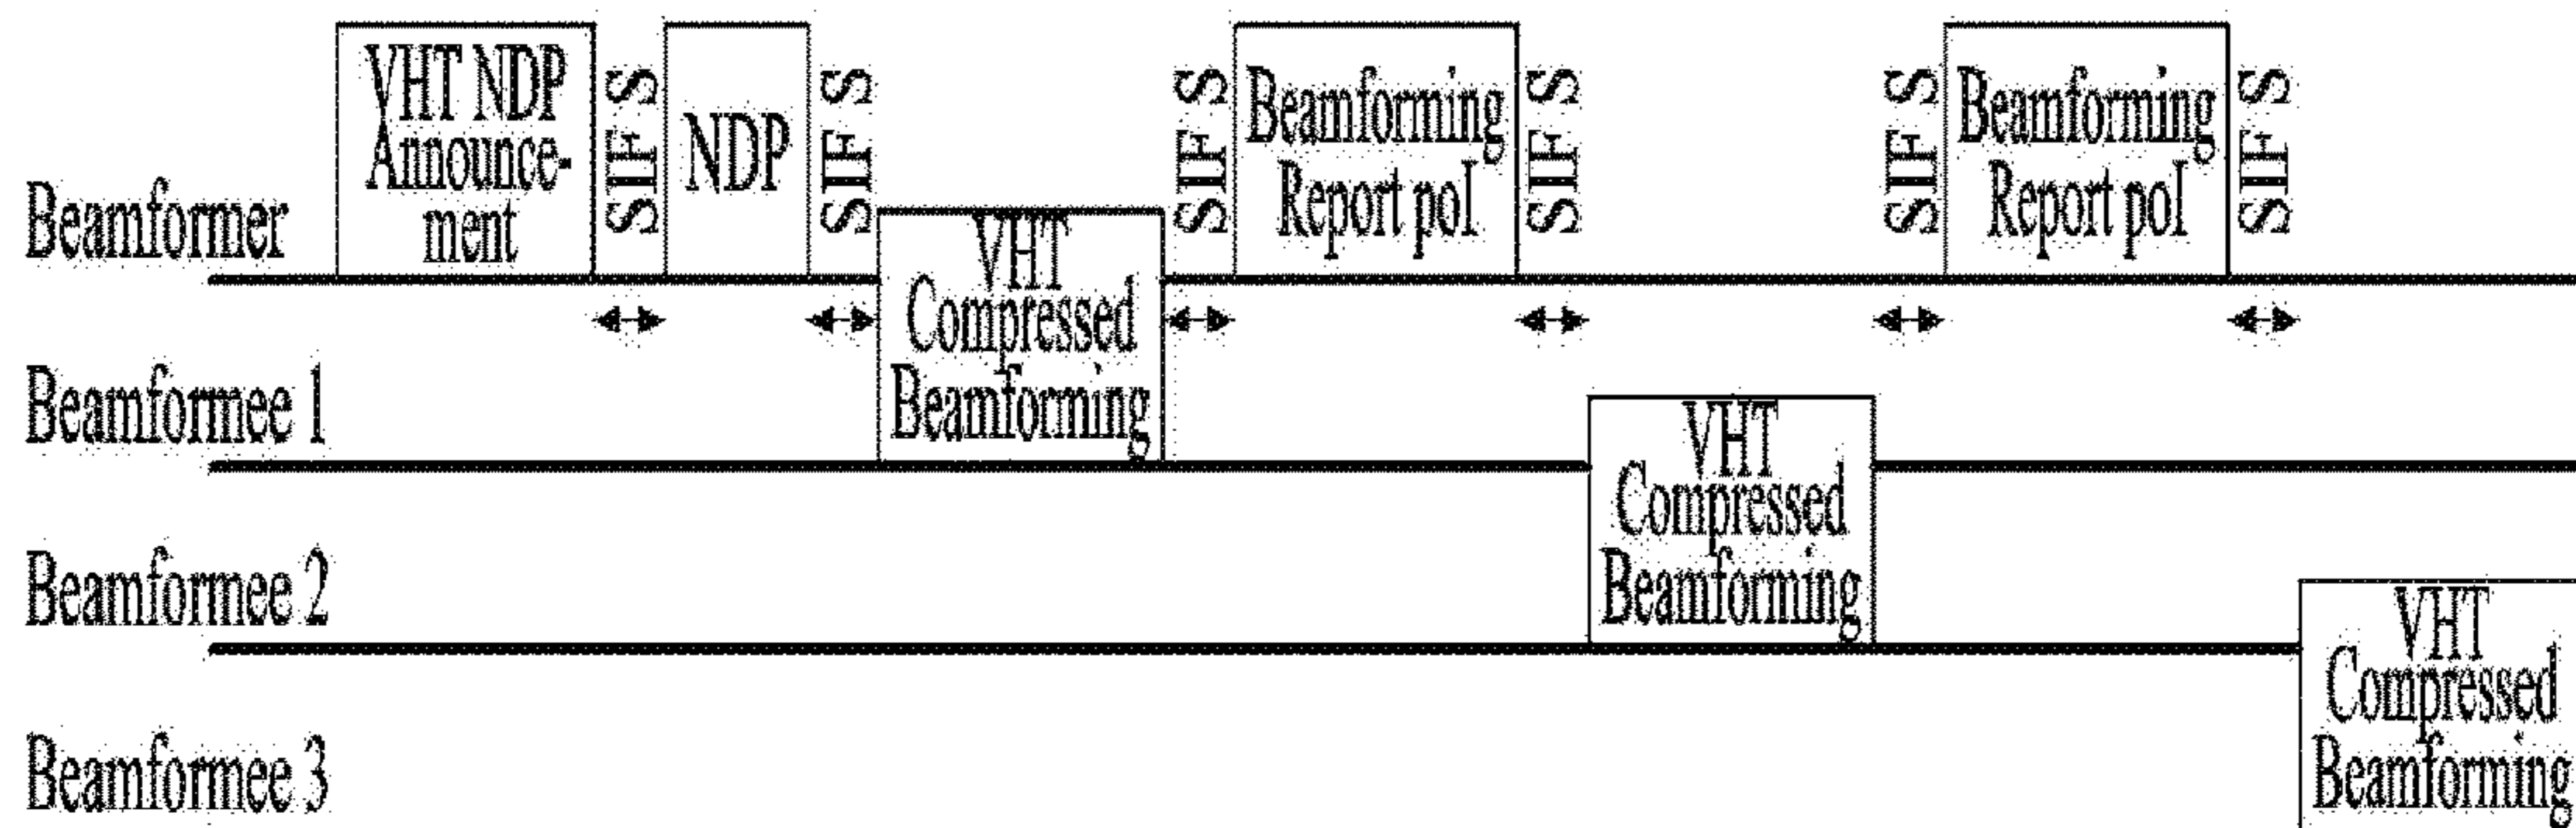 Beamformer
VHT NDP
Announce-
ment
SIFS
NDP
SIFS
VHT
Compressed
Beamforming
SIFS
Beamforming
Report pol
SIFS
SIFS
Beamforming
Report pol
SIFS
Beamformee 1
VHT
Compressed
Beamforming
Beamformee 2
VHT
Compressed
Beamforming
Beamformee 3